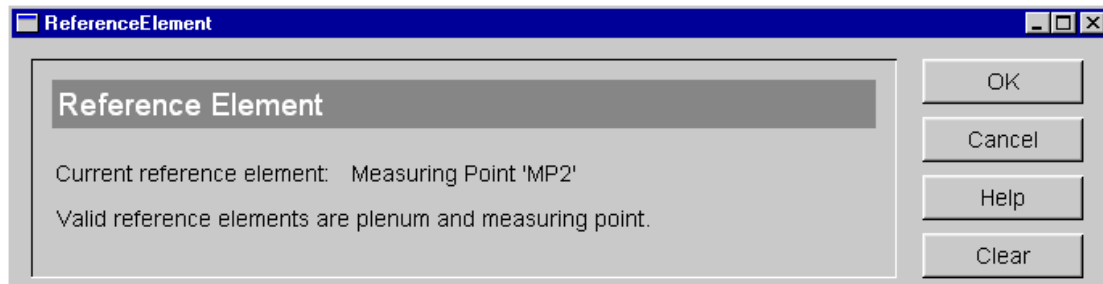 ReferenceElement
Reference Element
Current reference element: Measuring Point 'MP2'
Valid reference elements are plenum and measuring point.
OK
Cancel
Help
Clear